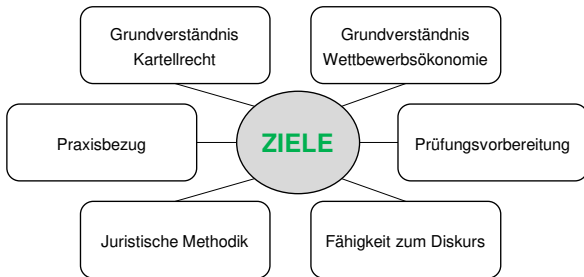 Grundverständnis
Kartellrecht
Grundverständnis
Wettbewerbsökonomie
Praxisbezug
ZIELE
Prüfungsvorbereitung
Juristische Methodik
Fähigkeit zum Diskurs